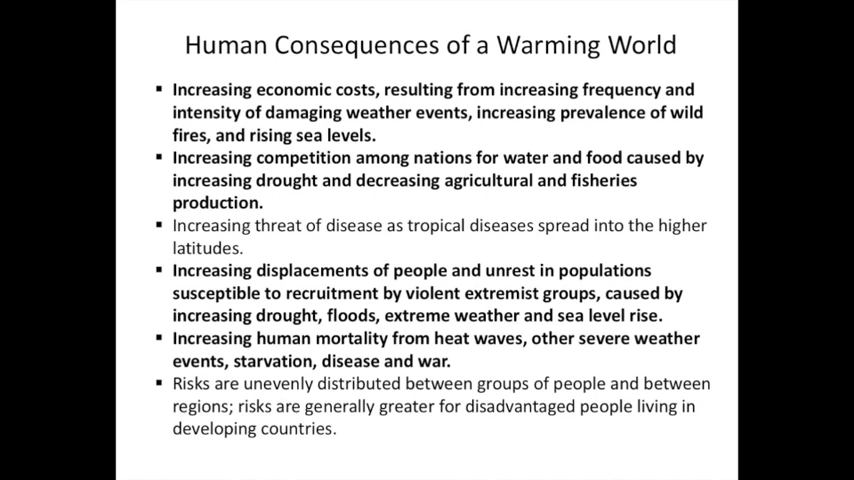 Human Consequences of a Warming World
▪ Increasing economic costs, resulting from increasing frequency and
intensity of damaging weather events, increasing prevalence of wild
fires, and rising sea levels.
▪ Increasing competition among nations for water and food caused by
increasing drought and decreasing agricultural and fisheries
production.
▪ Increasing threat of disease as tropical diseases spread into the higher
latitudes.
▪ Increasing displacements of people and unrest in populations
susceptible to recruitment by violent extremist groups, caused by
increasing drought, floods, extreme weather and sea level rise.
▪ Increasing human mortality from heat waves, other severe weather
events, starvation, disease and war.
▪ Risks are unevenly distributed between groups of people and between
regions; risks are generally greater for disadvantaged people living in
developing countries.